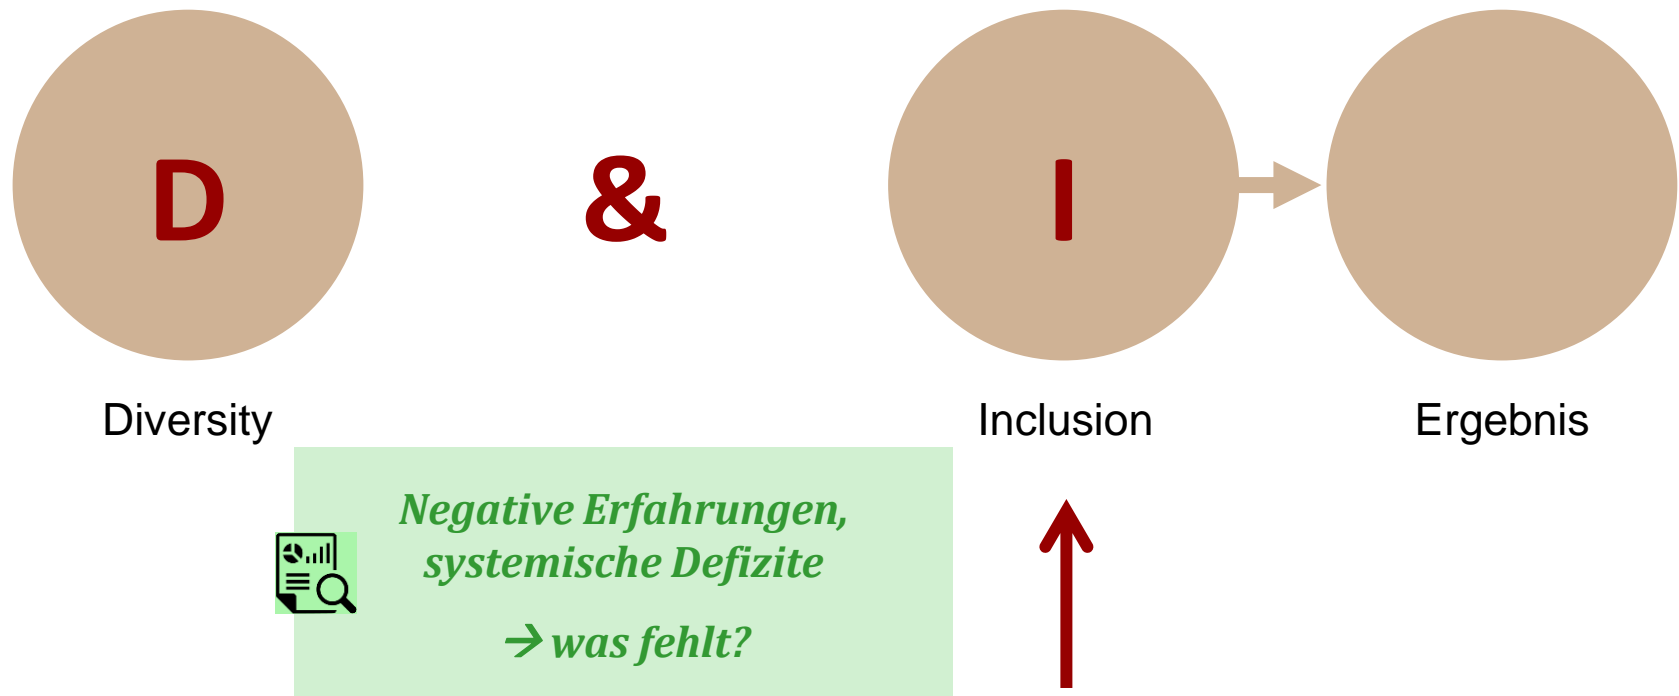 D & I
Diversity Inclusion Ergebnis
Negative Erfahrungen,
systemische Defizite
→ was fehlt?